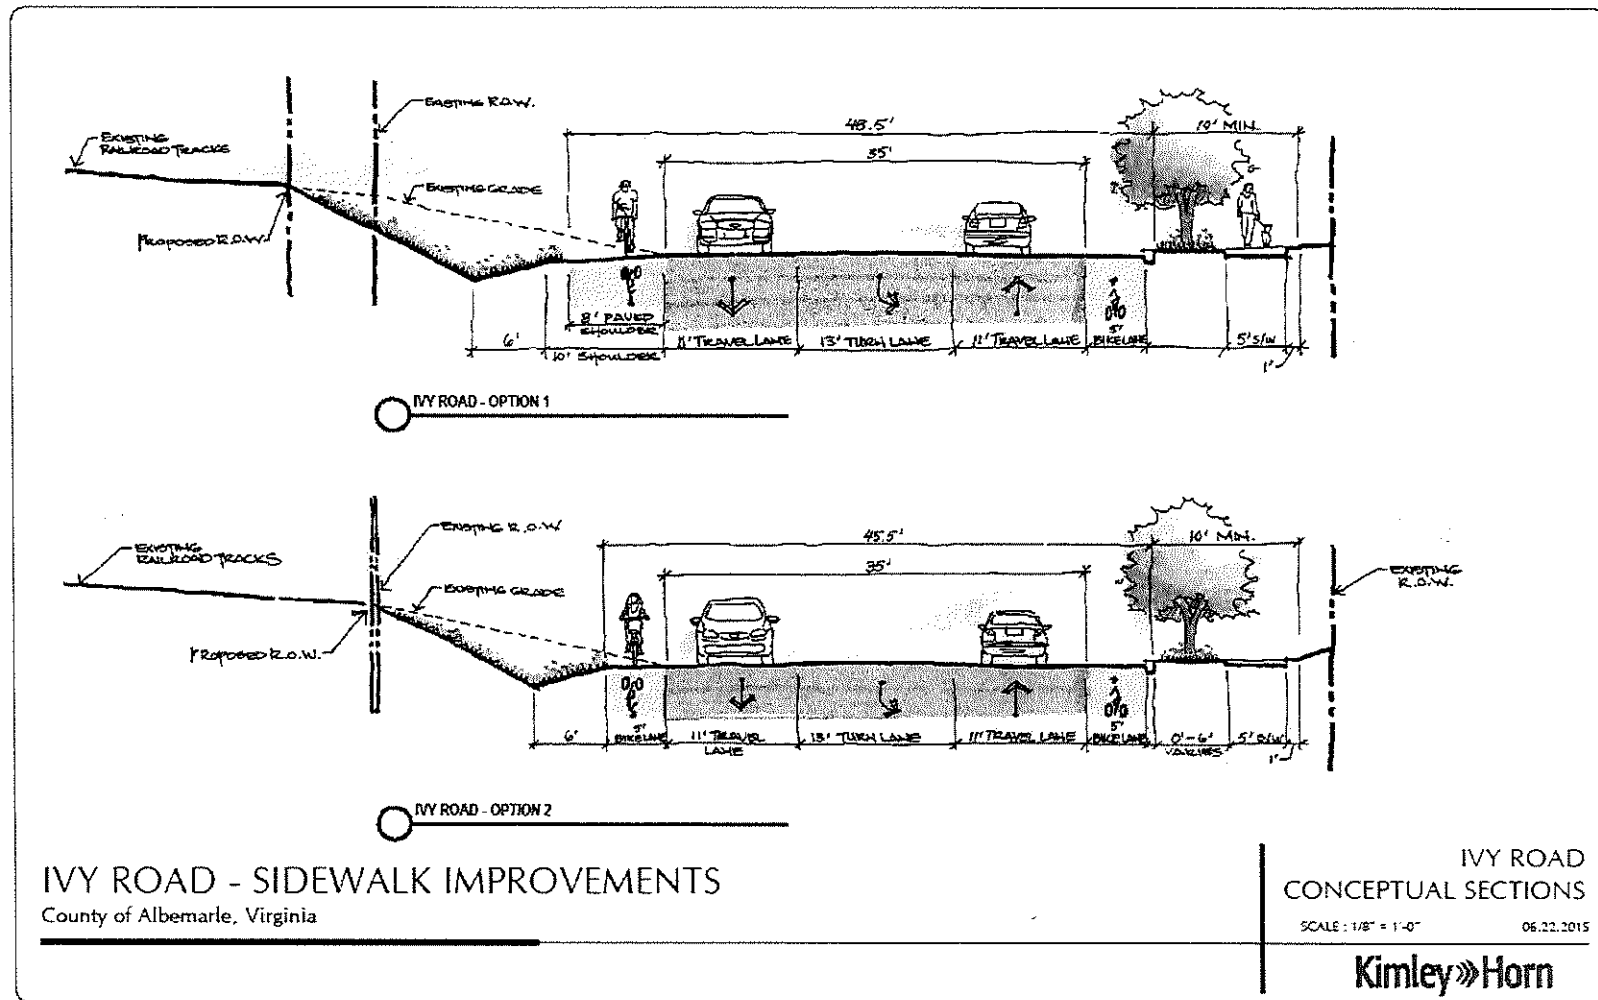 EXISTING R.O.W.
EXISTING
RAILROAD TRACKS
48.5'
10' MIN.
35'
EXISTING GRADE
PROPOSED R.O.W.
8' PAVED
SHOULDER
6'
10' SHOULDER
11' TRAVEL LANE
13' TURN LANE
11' TRAVEL LANE
5'
BIKE LANE
5' S/W
1'
IVY ROAD - OPTION 1
EXISTING R.O.W
EXISTING
RAILROAD TRACKS
45.5'
10' MIN.
35'
EXISTING
R.O.W.
EXISTING GRADE
PROPOSED R.O.W.
6'
5'
BIKE LANE
11' TRAVEL
LANE
13' TURN LANE
11' TRAVEL LANE
5'
BIKE LANE
0'-6'
VARIES
5' S/W
1'
IVY ROAD - OPTION 2
IVY ROAD - SIDEWALK IMPROVEMENTS
County of Albemarle, Virginia
IVY ROAD
CONCEPTUAL SECTIONS
SCALE : 1/8" = 1'-0"
06.22.2015
Kimley»Horn